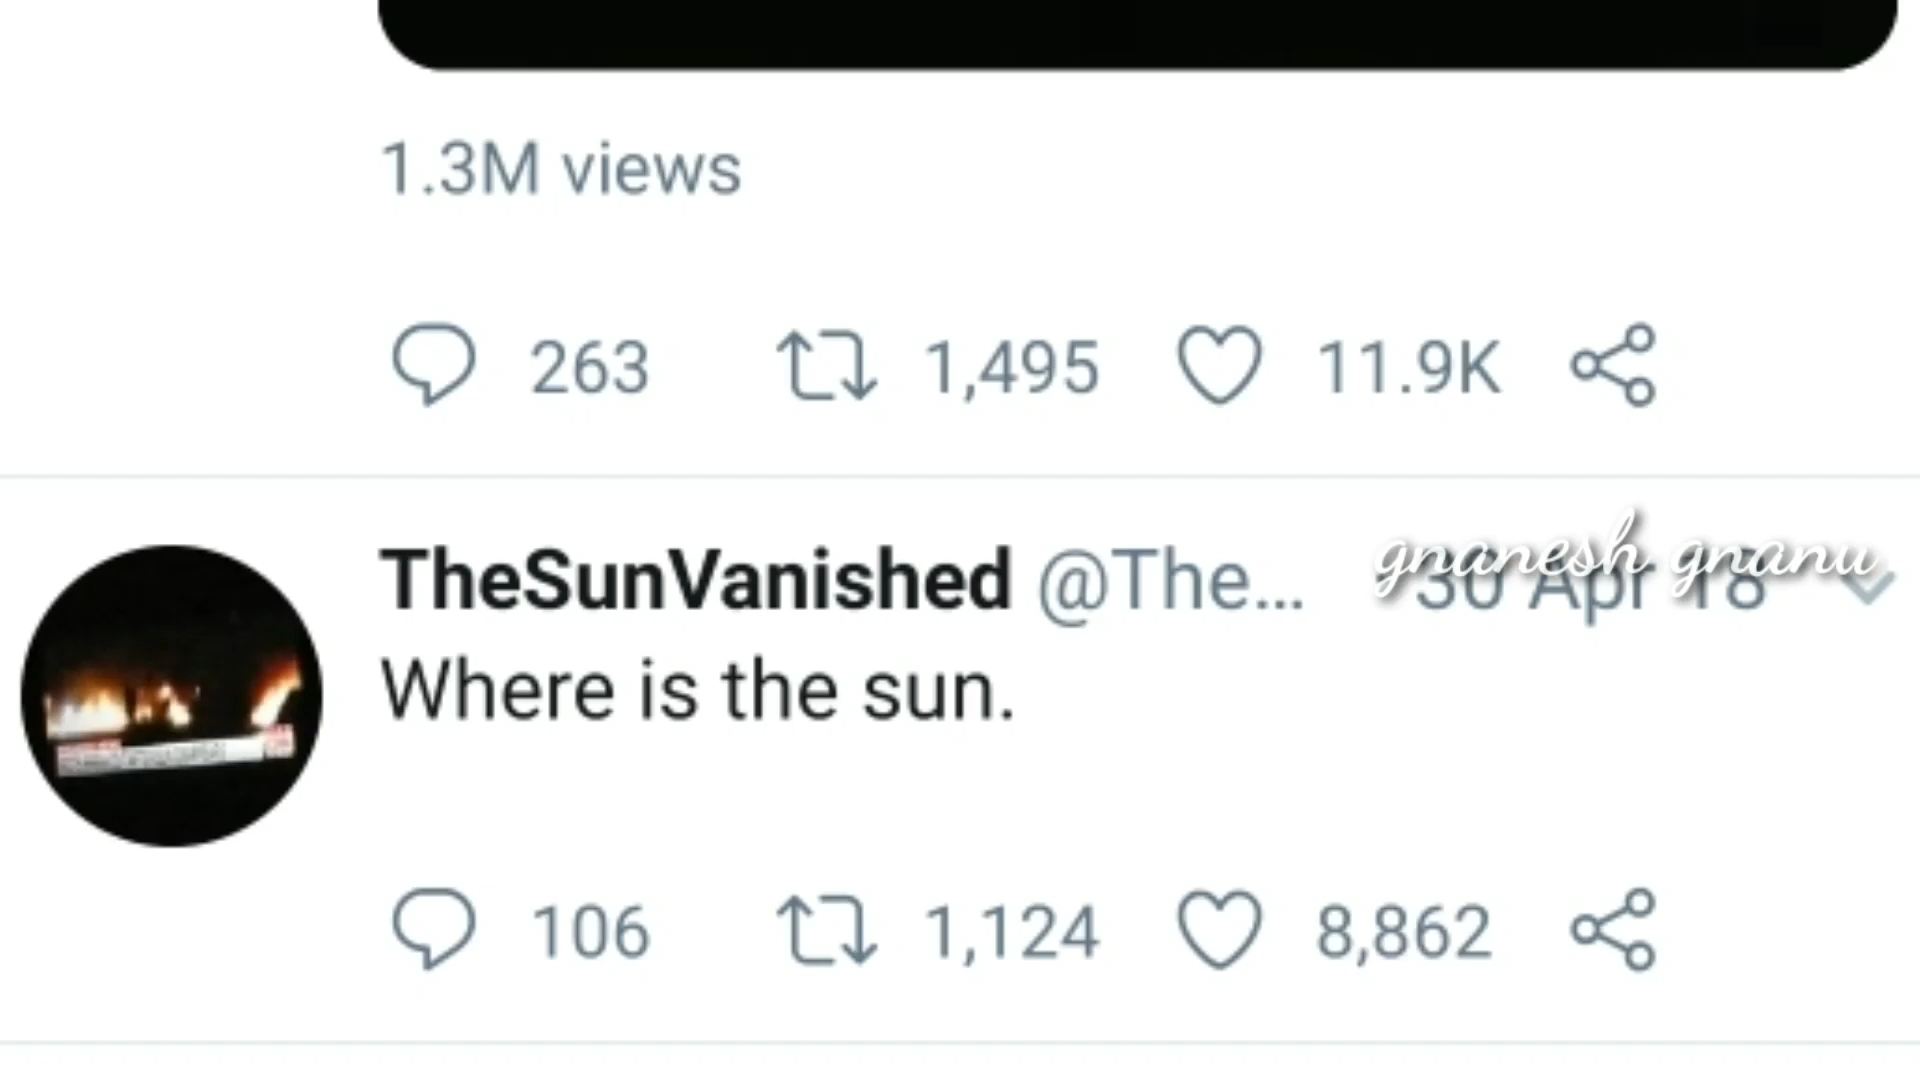 1.3M views
263 1,495 11.9K
TheSunVanished @The... 30 Apr 18
gnanesh gnanu
Where is the sun.
106 1,124 8,862